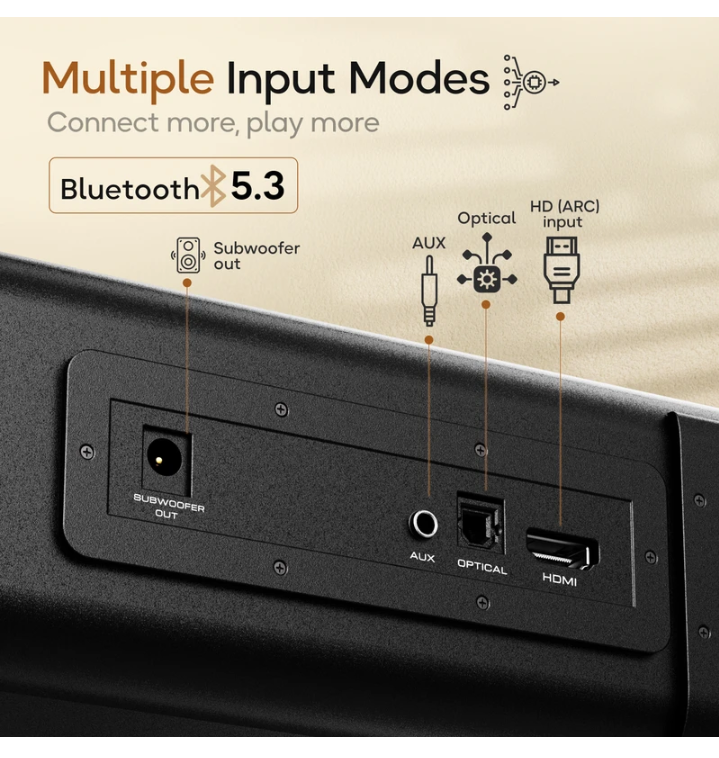 Multiple Input Modes
Connect more, play more
Bluetooth 5.3
Subwoofer
out
AUX
Optical
HD (ARC)
input
SUBWOOFER
OUT
AUX
OPTICAL
HDMI